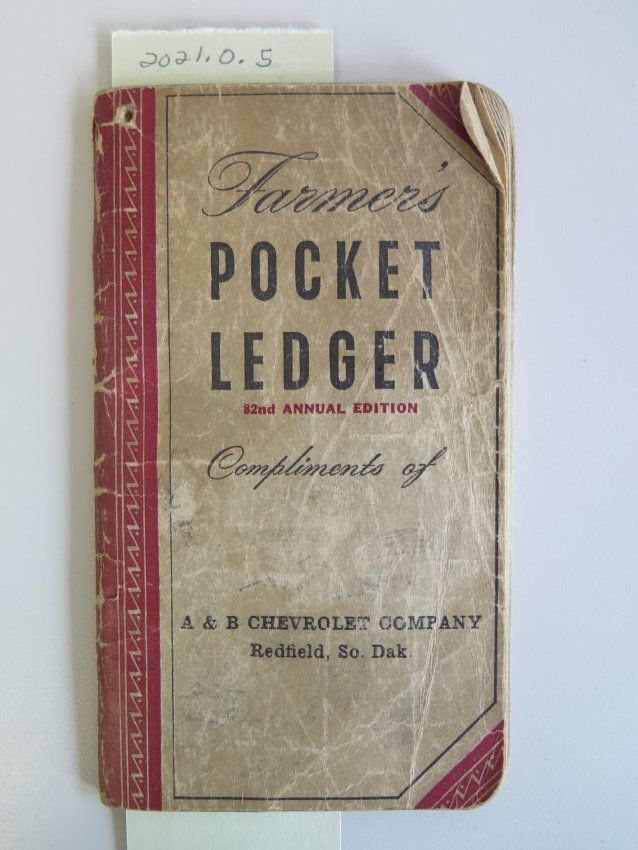 2021.0.5
Farmer's
POCKET
LEDGER
82nd ANNUAL EDITION
Compliments of
A & B CHEVROLET COMPANY
Redfield, So. Dak.